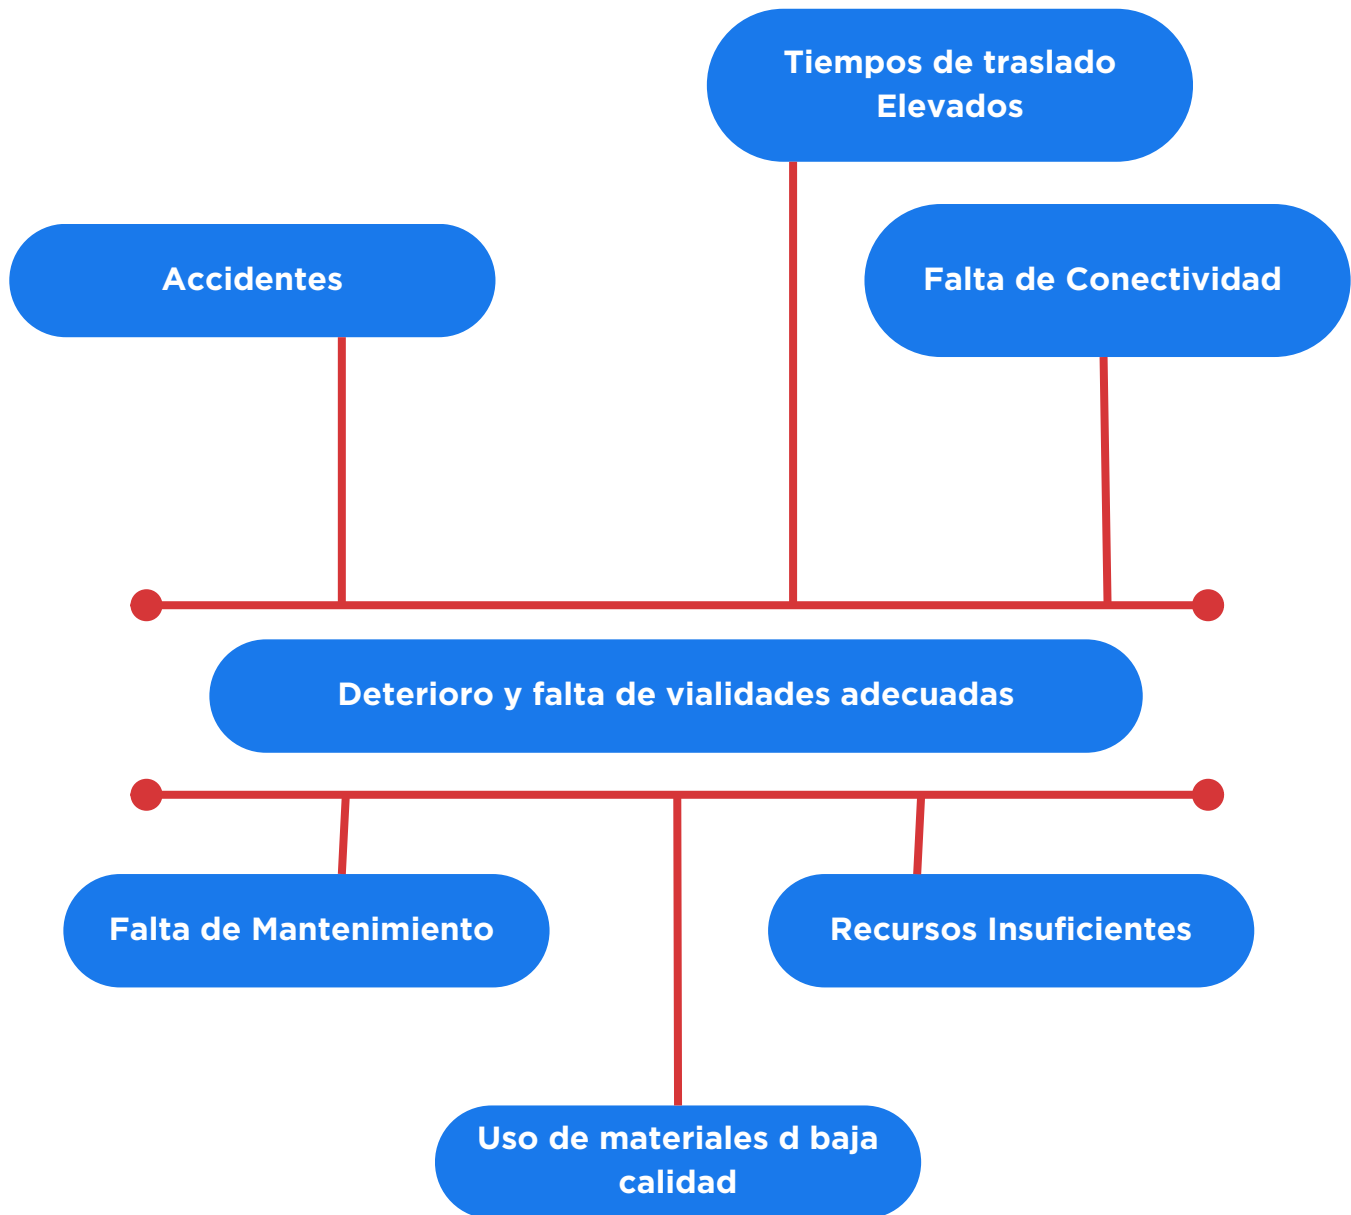 Tiempos de traslado
Elevados
Accidentes
Falta de Conectividad
Deterioro y falta de vialidades adecuadas
Falta de Mantenimiento
Recursos Insuficientes
Uso de materiales d baja
calidad